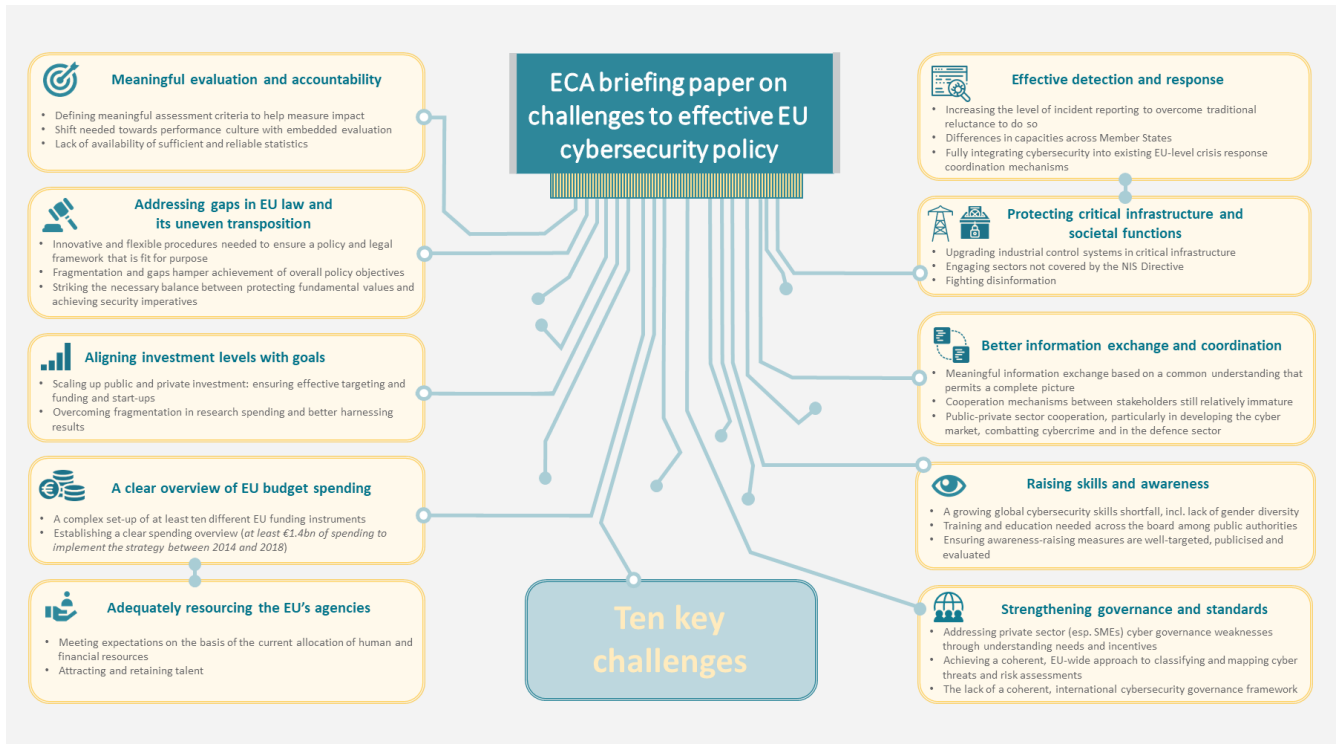 ECA briefing paper on
challenges to effective EU
cybersecurity policy
Meaningful evaluation and accountability
• Defining meaningful assessment criteria to help measure impact
• Shift needed towards performance culture with embedded evaluation
• Lack of availability of sufficient and reliable statistics
Addressing gaps in EU law and
its uneven transposition
• Innovative and flexible procedures needed to ensure a policy and legal
framework that is fit for purpose
• Fragmentation and gaps hamper achievement of overall policy objectives
• Striking the necessary balance between protecting fundamental values and
achieving security imperatives
Aligning investment levels with goals
• Scaling up public and private investment: ensuring effective targeting and
funding and start-ups
• Overcoming fragmentation in research spending and better harnessing
results
A clear overview of EU budget spending
• A complex set-up of at least ten different EU funding instruments
• Establishing a clear spending overview (at least €1.4bn of spending to
implement the strategy between 2014 and 2018)
Adequately resourcing the EU's agencies
• Meeting expectations on the basis of the current allocation of human and
financial resources
• Attracting and retaining talent
Ten key
challenges
Effective detection and response
• Increasing the level of incident reporting to overcome traditional
reluctance to do so
• Differences in capacities across Member States
• Fully integrating cybersecurity into existing EU-level crisis response
coordination mechanisms
Protecting critical infrastructure and
societal functions
• Upgrading industrial control systems in critical infrastructure
• Engaging sectors not covered by the NIS Directive
• Fighting disinformation
Better information exchange and coordination
• Meaningful information exchange based on a common understanding that
permits a complete picture
• Cooperation mechanisms between stakeholders still relatively immature
• Public-private sector cooperation, particularly in developing the cyber
market, combatting cybercrime and in the defence sector
Raising skills and awareness
• A growing global cybersecurity skills shortfall, incl. lack of gender diversity
• Training and education needed across the board among public authorities
• Ensuring awareness-raising measures are well-targeted, publicised and
evaluated
Strengthening governance and standards
• Addressing private sector (esp. SMEs) cyber governance weaknesses
through understanding needs and incentives
• Achieving a coherent, EU-wide approach to classifying and mapping cyber
threats and risk assessments
• The lack of a coherent, international cybersecurity governance framework